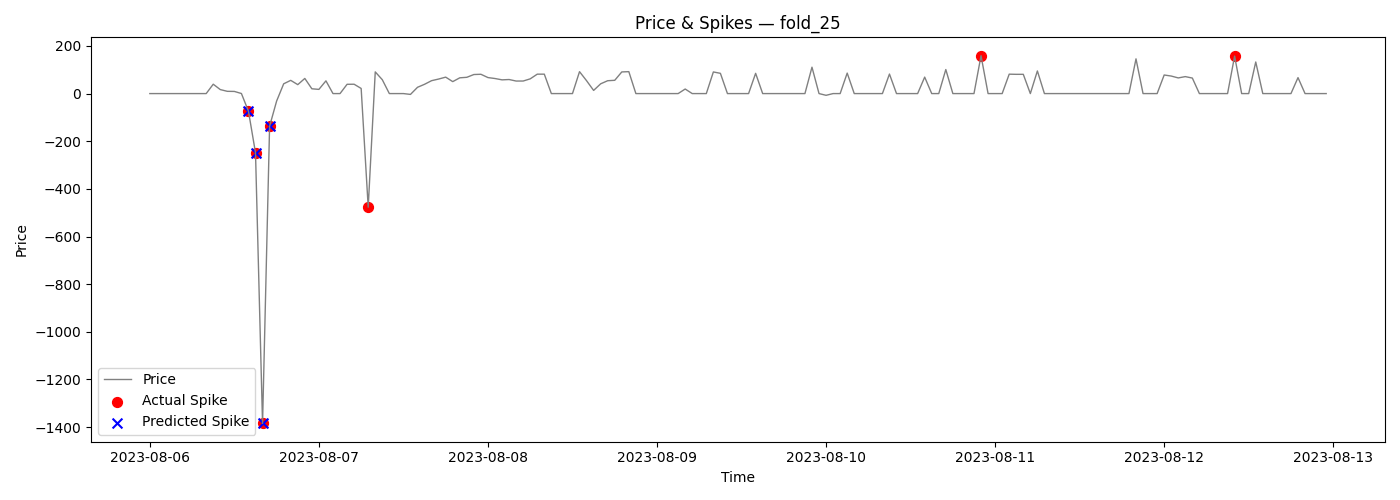 Price & Spikes — fold_25
Price
200
0
−200
−400
−600
−800
−1000
−1200
−1400
Price
Actual Spike
Predicted Spike
2023-08-06
2023-08-07
2023-08-08
2023-08-09
2023-08-10
2023-08-11
2023-08-12
2023-08-13
Time